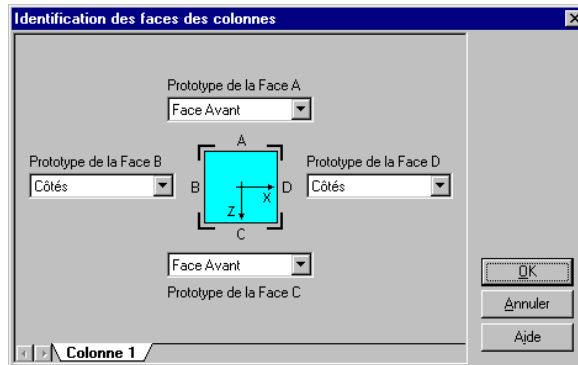 Identification des faces des colonnes
Prototype de la Face A
Face Avant
A
Prototype de la Face B
Prototype de la Face D
Côtés
B
X
Z
D
Côtés
C
Face Avant
Prototype de la Face C
OK
Annuler
Aide
Colonne 1